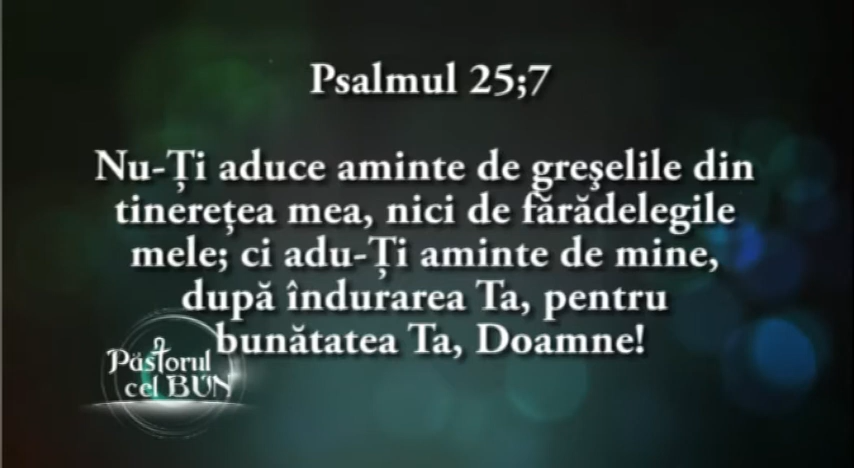 Psalmul 25;7
Nu-Ți aduce aminte de greşelile din
tinerețea mea, nici de fărădelegile
mele; ci adu-Ți aminte de mine,
după îndurarea Ta, pentru
bunătatea Ta, Doamne!
Păstorul
cel BUN